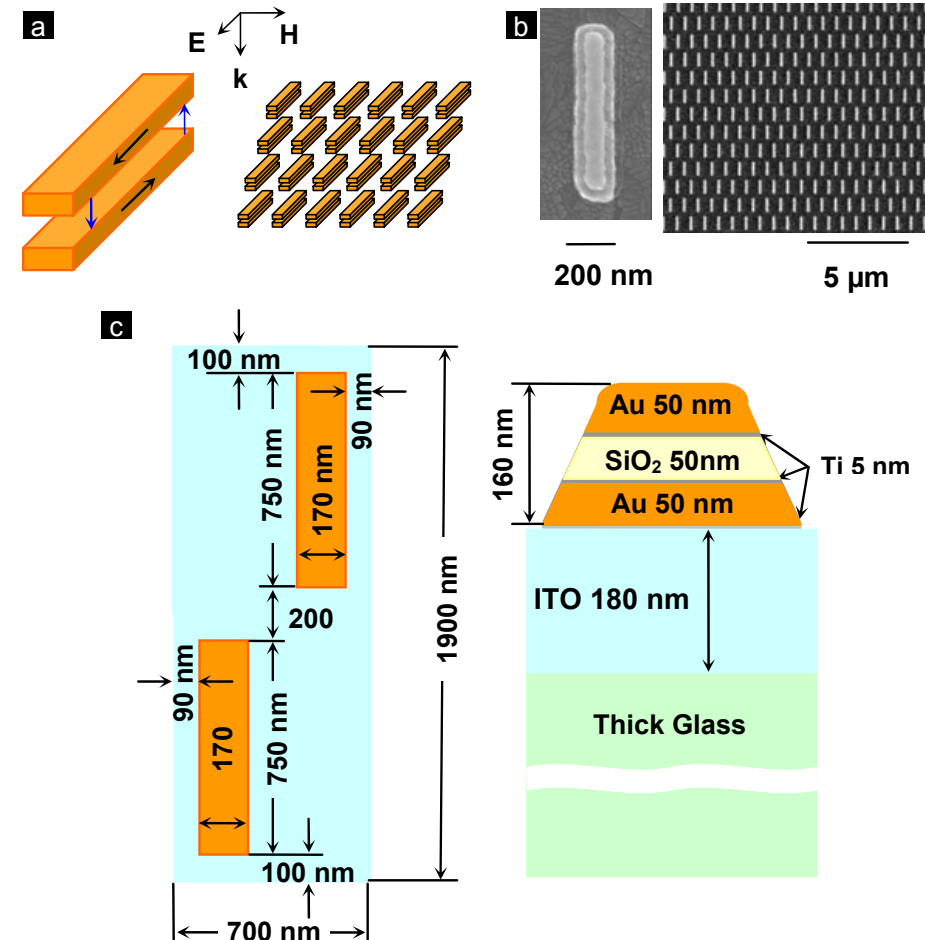 a
E
H
k
b
200 nm
5 µm
c
100 nm
90 nm
750 nm
170 nm
200
1900 nm
90 nm
170
750 nm
100 nm
700 nm
160 nm
Au 50 nm
SiO₂ 50nm
Ti 5 nm
Au 50 nm
ITO 180 nm
Thick Glass